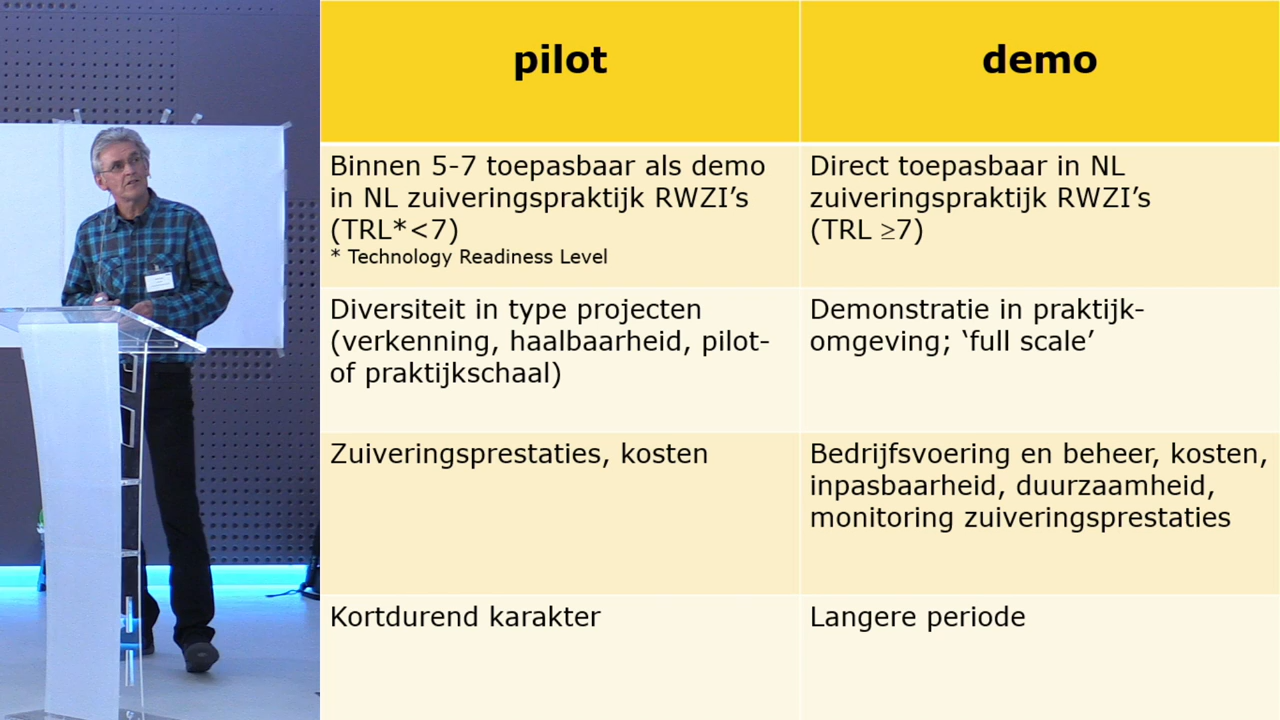 pilot
demo
Binnen 5-7 toepasbaar als demo
in NL zuiveringspraktijk RWZI’s
(TRL*<7)
* Technology Readiness Level
Direct toepasbaar in NL
zuiveringspraktijk RWZI’s
(TRL ≥7)
Diversiteit in type projecten
(verkenning, haalbaarheid, pilot-
of praktijkschaal)
Demonstratie in praktijk-
omgeving; ‘full scale’
Zuiveringsprestaties, kosten
Bedrijfsvoering en beheer, kosten,
inpasbaarheid, duurzaamheid,
monitoring zuiveringsprestaties
Kortdurend karakter
Langere periode